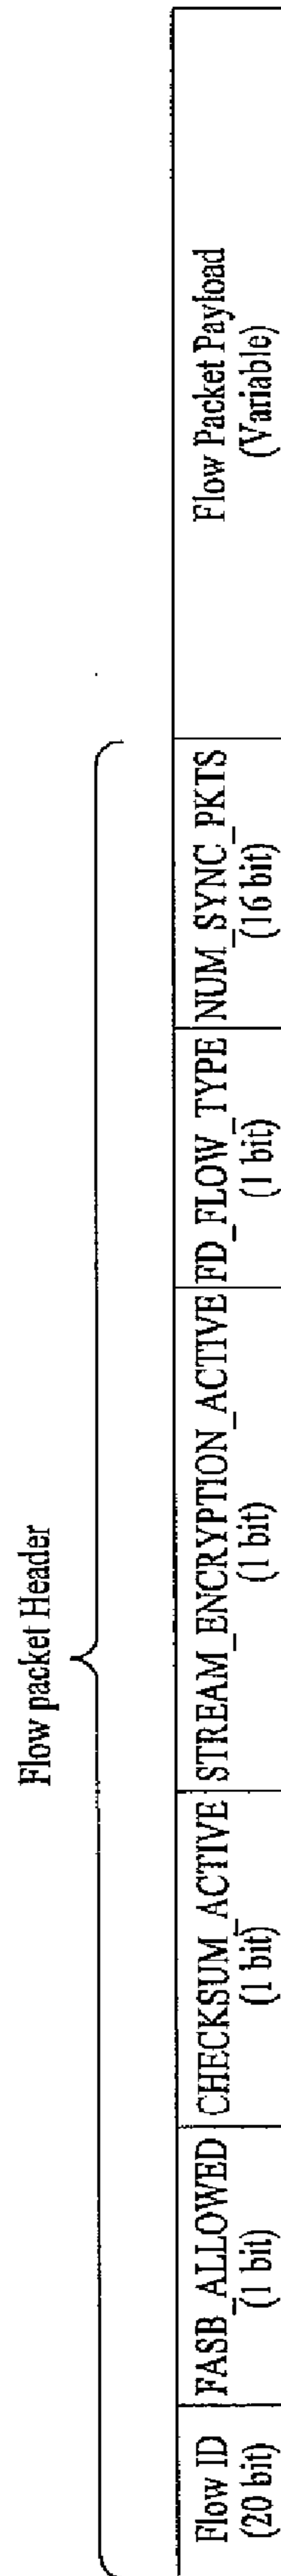 Flow packet Header
Flow ID
(20 bit)
FASB_ALLOWED
(1 bit)
CHECKSUM_ACTIVE
(1 bit)
STREAM_ENCRYPTION_ACTIVE
(1 bit)
FD_FLOW_TYPE
(1 bit)
NUM_SYNC_PKTS
(16 bit)
Flow Packet Payload
(Variable)